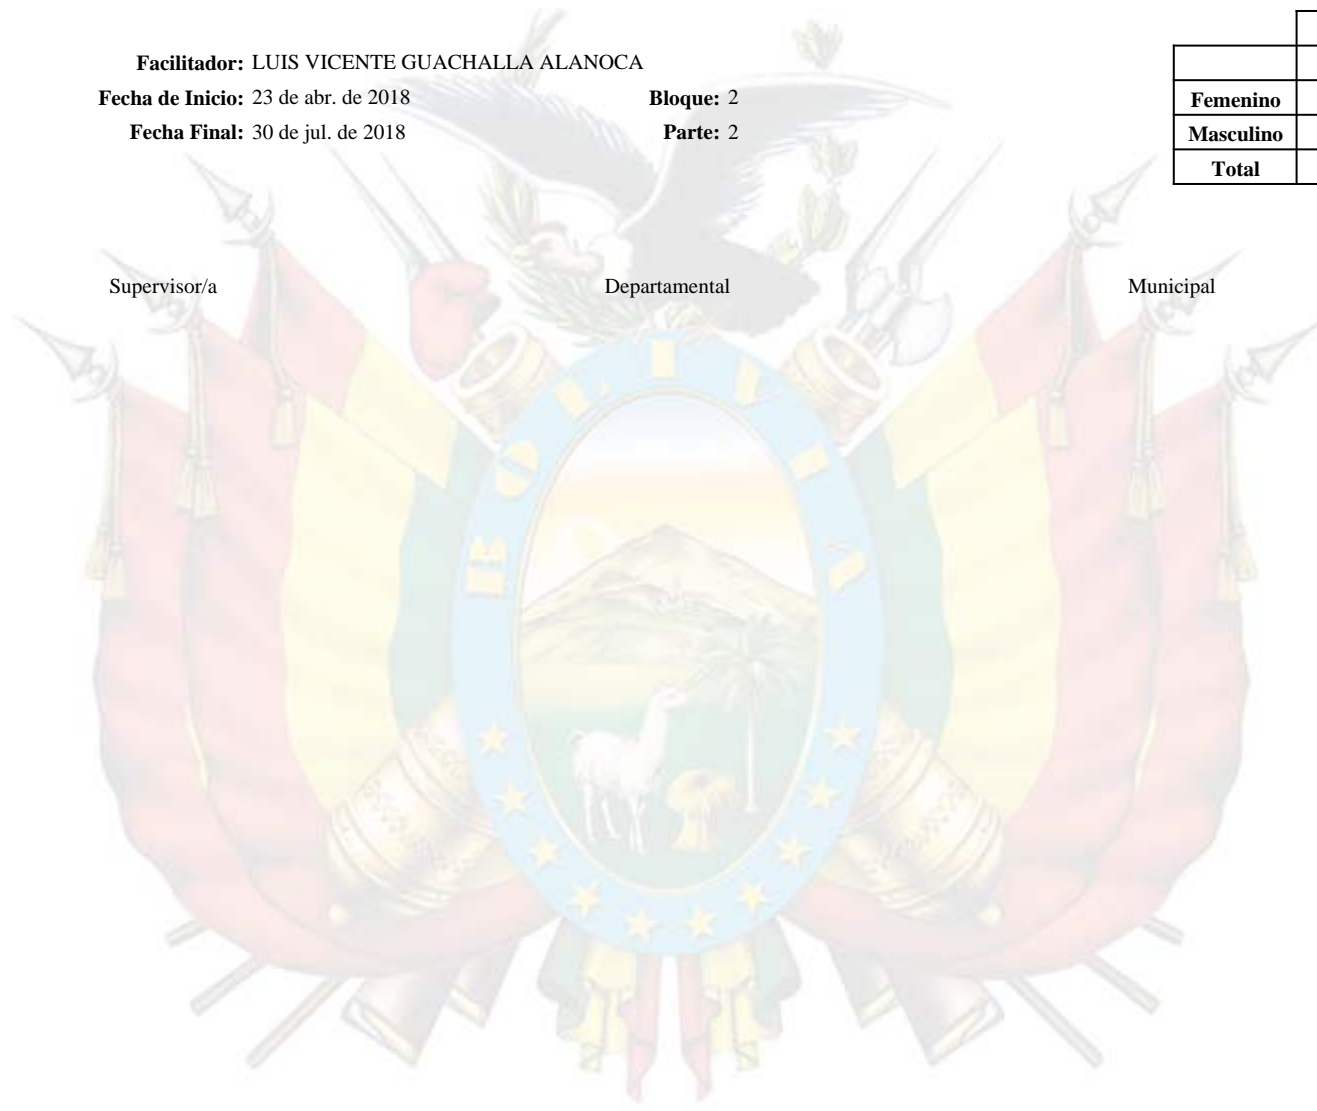 Facilitador: LUIS VICENTE GUACHALLA ALANOCA
Fecha de Inicio: 23 de abr. de 2018 Bloque: 2
Fecha Final: 30 de jul. de 2018 Parte: 2
Femenino
Masculino
Total
Supervisor/a Departamental Municipal
BOLIVIA